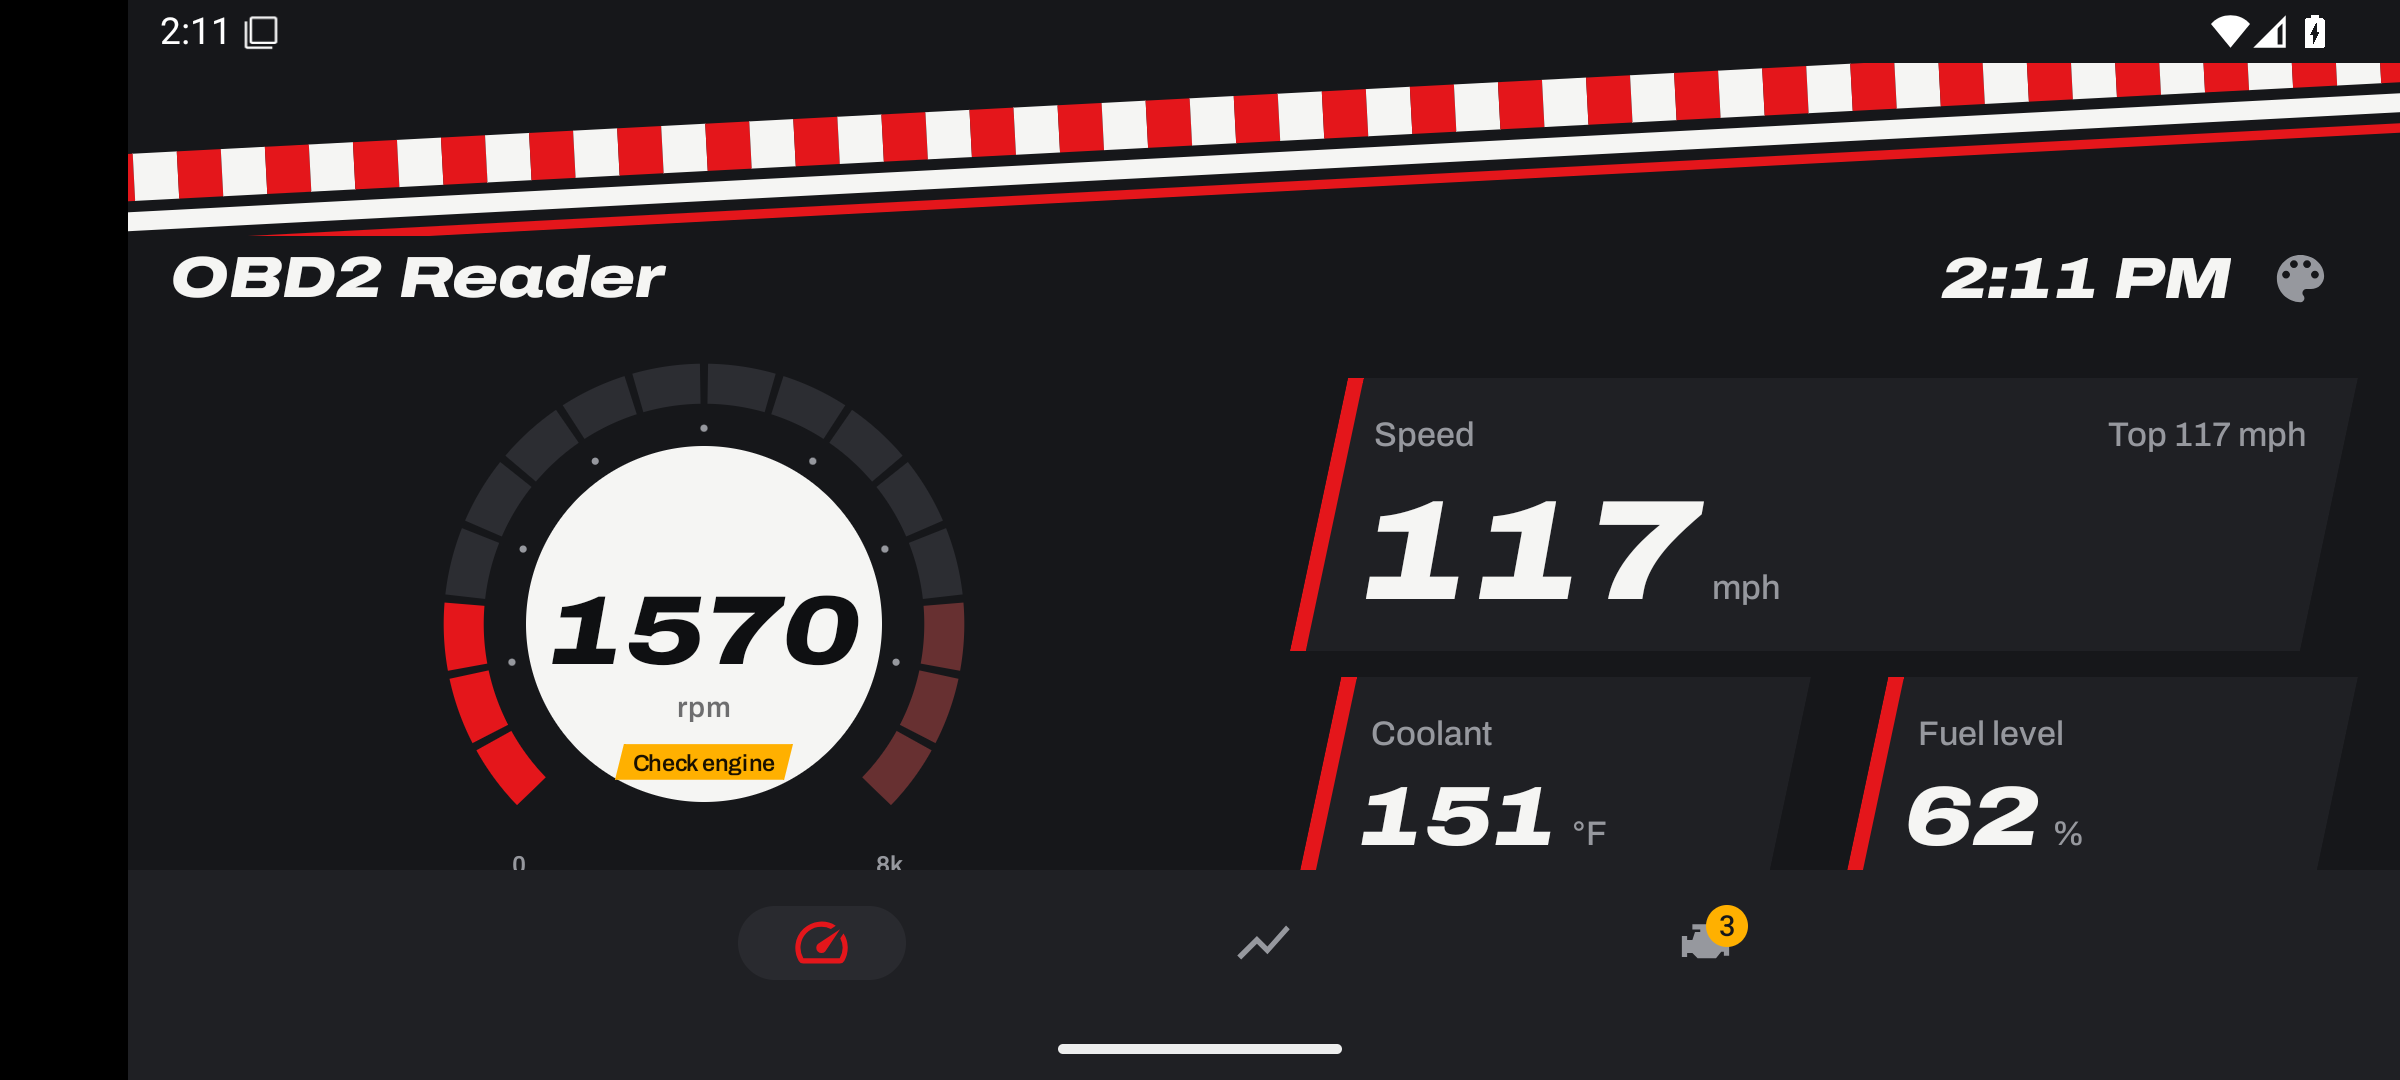 2:11
OBD2 Reader
2:11 PM
1570
rpm
Check engine
0
8k
Speed
Top 117 mph
117 mph
Coolant
151 °F
Fuel level
62 %
3